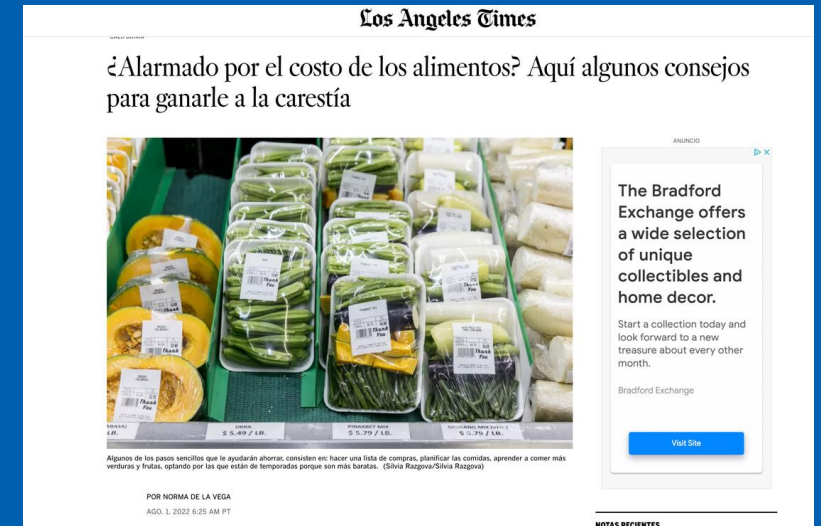 Los Angeles Times
CALIFORNIA
¿Alarmado por el costo de los alimentos? Aquí algunos consejos
para ganarle a la carestía
ANUNCIO
The Bradford
Exchange offers
a wide selection
of unique
collectibles and
home decor.
Start a collection today and
look forward to a new
treasure about every other
month.
Bradford Exchange
Visit Site
Thank
You
LB.
OKRA
$ 5.49 / LB.
PINAKBET MIX
$ 5.79 / LB.
$ 5.79 / LB.
Algunos de los pasos sencillos que le ayudarán ahorrar, consisten en: hacer una lista de compras, planificar las comidas, aprender a comer más
verduras y frutas, optando por las que están de temporadas porque son más baratas. (Silvia Razgova/Silvia Razgova)
POR NORMA DE LA VEGA
AGO. 1, 2022 6:25 AM PT
NOTAS RECIENTES